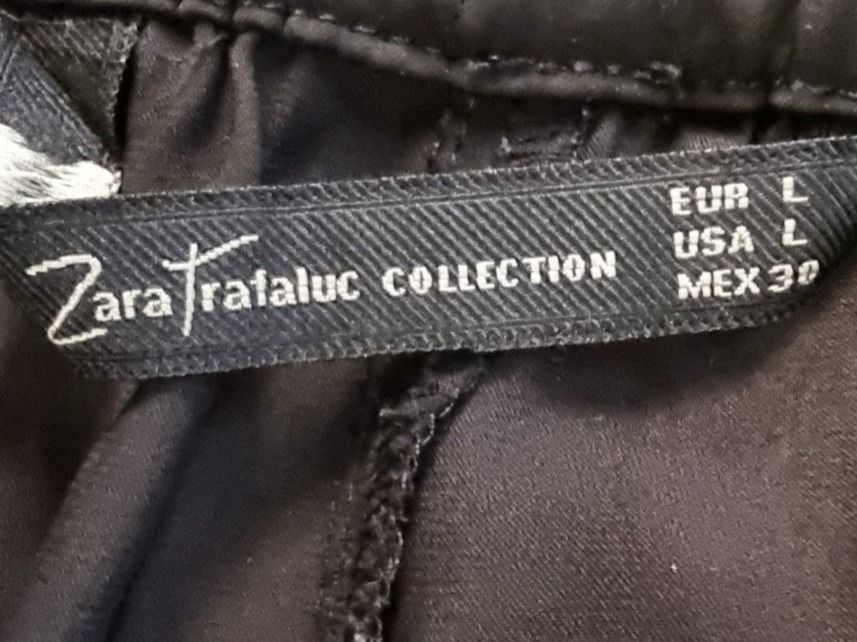 Zara Trafaluc COLLECTION
EUR L
USA L
MEX 30